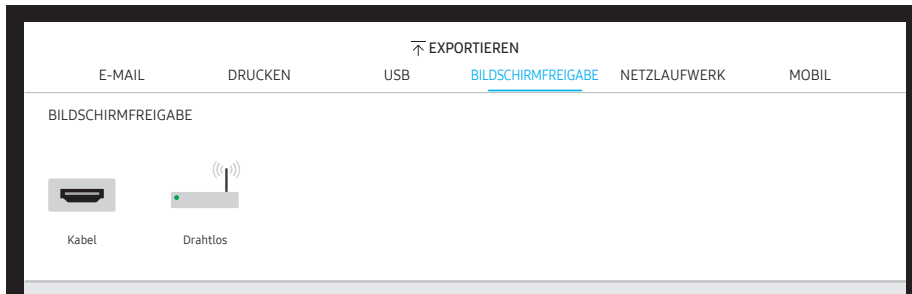 EXPORTIEREN
E-MAIL DRUCKEN USB BILDSCHIRMFREIGABE NETZLAUFWERK MOBIL
BILDSCHIRMFREIGABE
Kabel Drahtlos